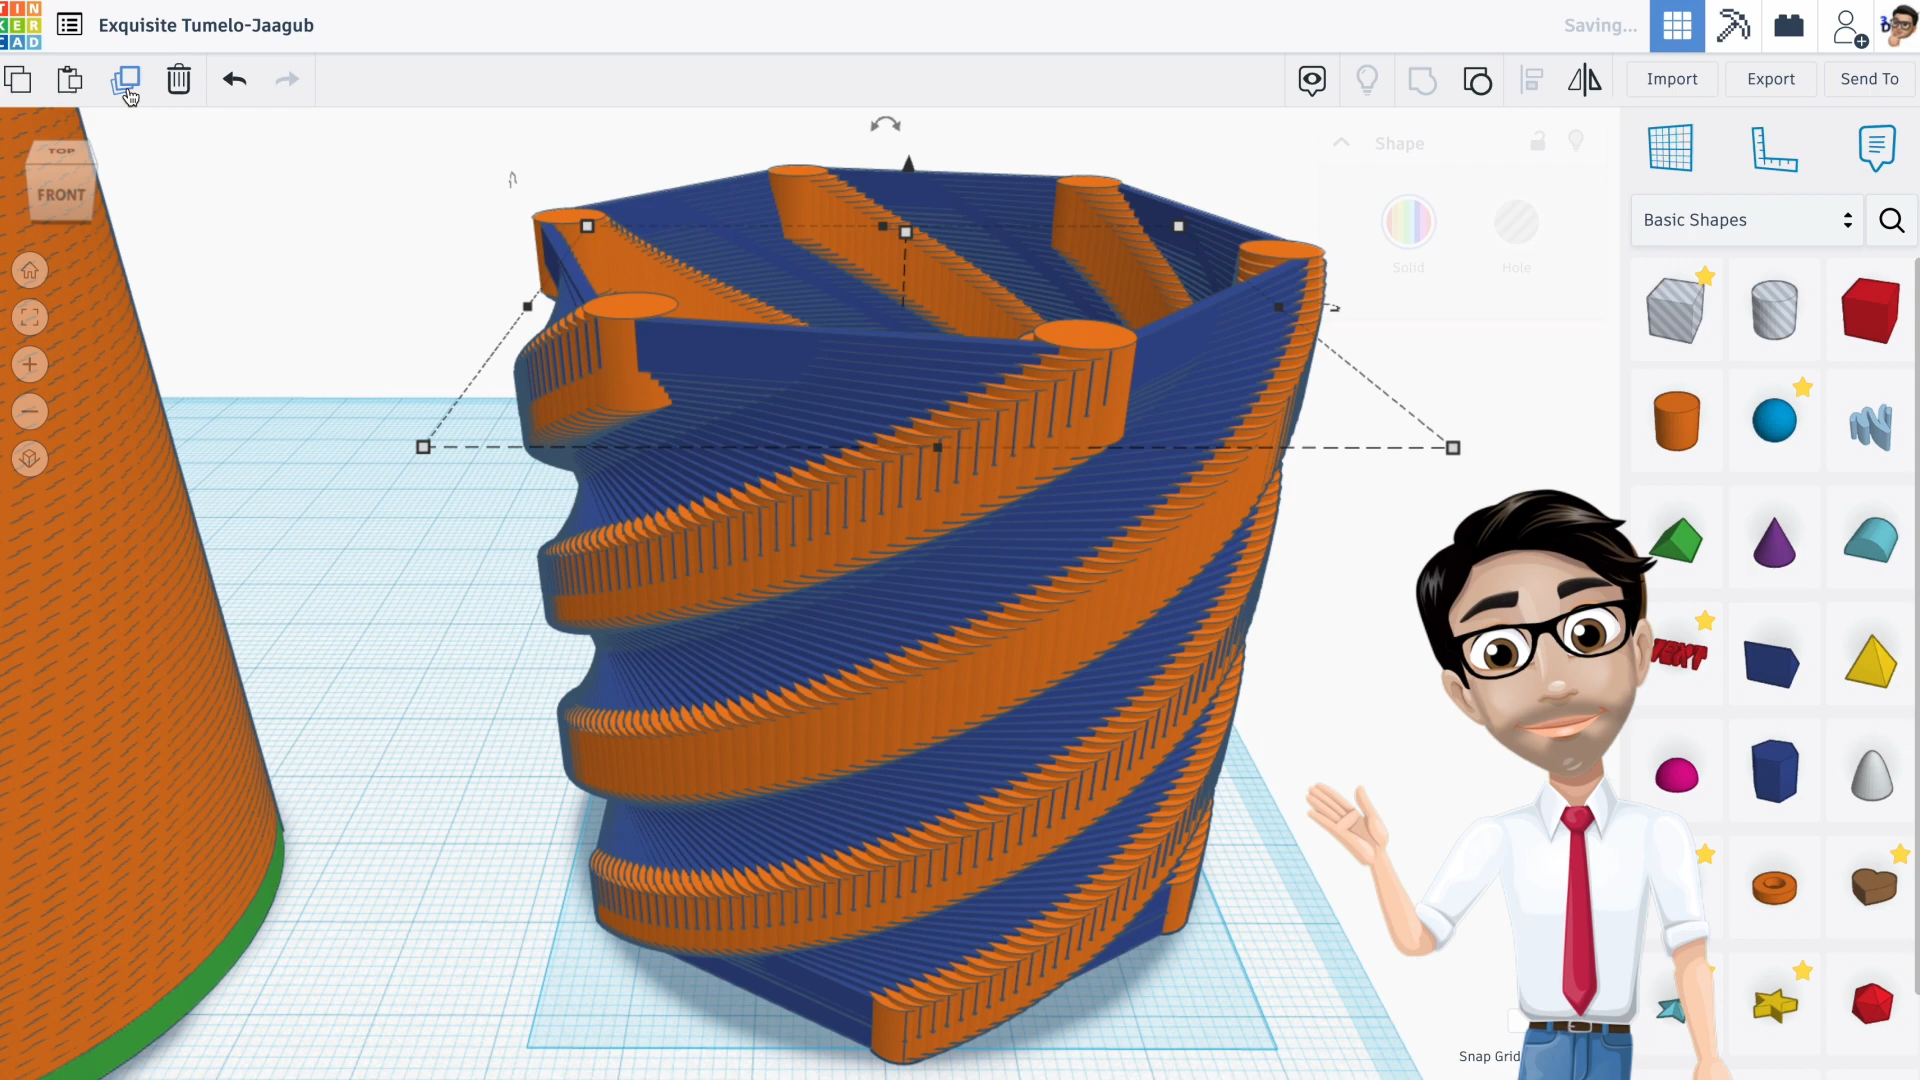 TIN
KER
CAD
Exquisite Tumelo-Jaagub
Saving...
Import
Export
Send To
TOP
FRONT
Shape
Solid
Hole
Basic Shapes
TEXT
Snap Grid